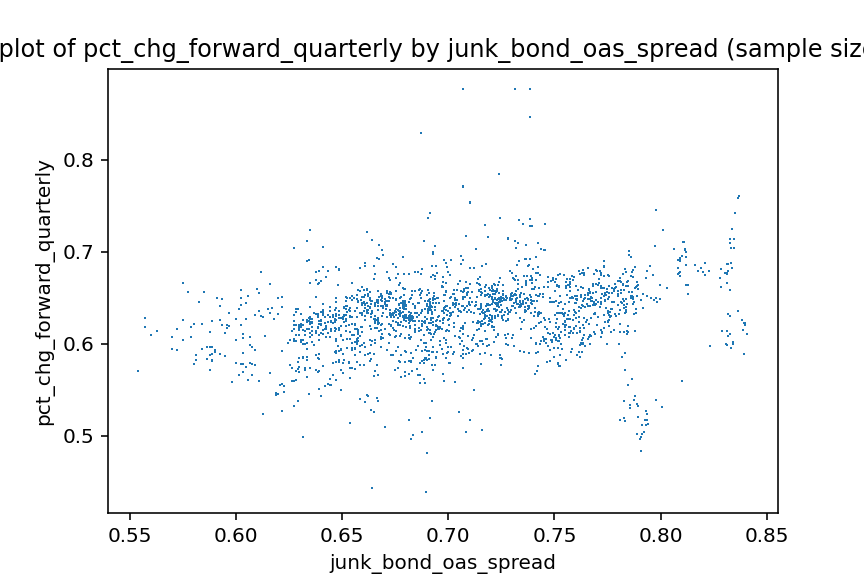 plot of pct_chg_forward_quarterly by junk_bond_oas_spread (sample size
0.8
0.7
0.6
0.5
pct_chg_forward_quarterly
0.55 0.60 0.65 0.70 0.75 0.80 0.85
junk_bond_oas_spread